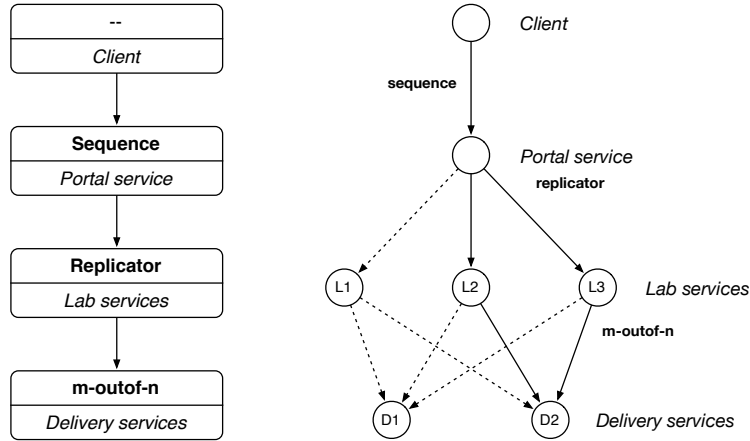 --
Client
Sequence
Portal service
Replicator
Lab services
m-outof-n
Delivery services
Client
sequence
Portal service
replicator
L1
L2
L3
Lab services
m-outof-n
D1
D2
Delivery services